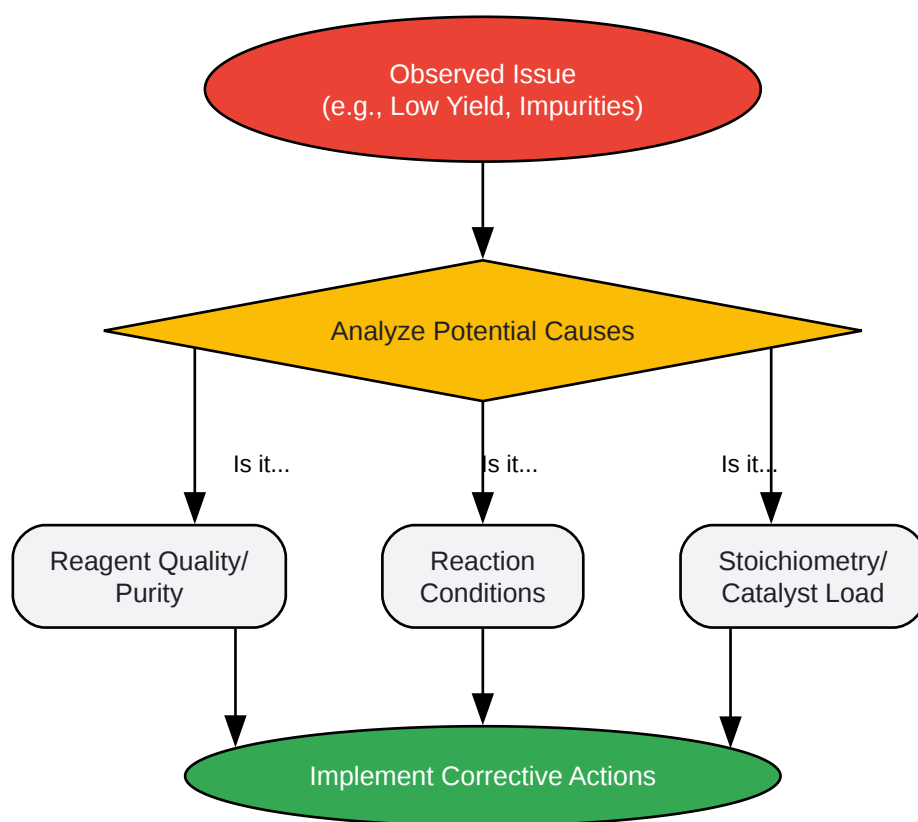 Observed Issue
(e.g., Low Yield, Impurities)
Analyze Potential Causes
Is it...
Is it...
Is it...
Reagent Quality/
Purity
Reaction
Conditions
Stoichiometry/
Catalyst Load
Implement Corrective Actions